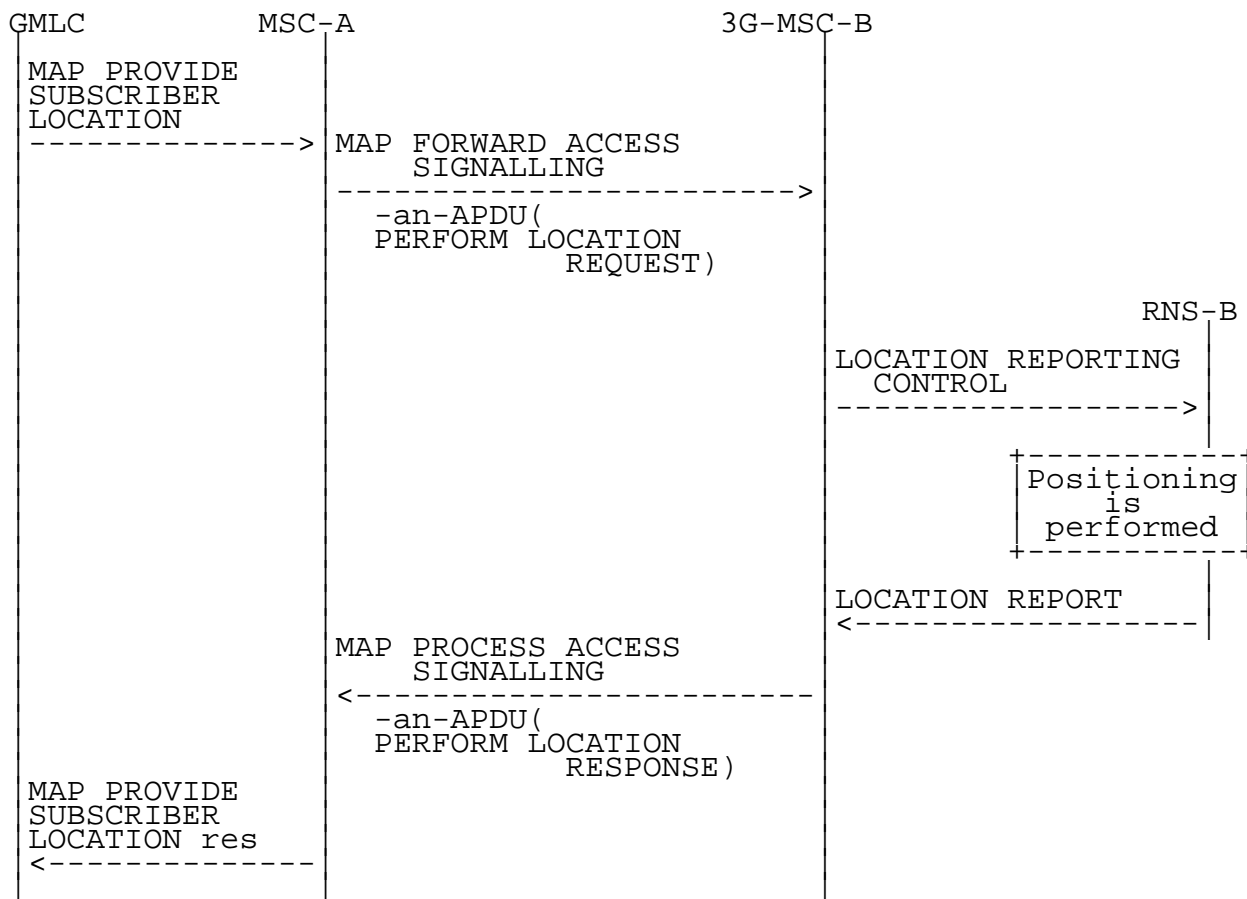 GMLC MSC-A 3G-MSC-B
MAP PROVIDE
SUBSCRIBER
LOCATION
MAP FORWARD ACCESS
SIGNALLING
-an-APDU(
PERFORM LOCATION
REQUEST)
RNS-B
LOCATION REPORTING
CONTROL
Positioning
is
performed
LOCATION REPORT
MAP PROCESS ACCESS
SIGNALLING
-an-APDU(
PERFORM LOCATION
RESPONSE)
MAP PROVIDE
SUBSCRIBER
LOCATION res